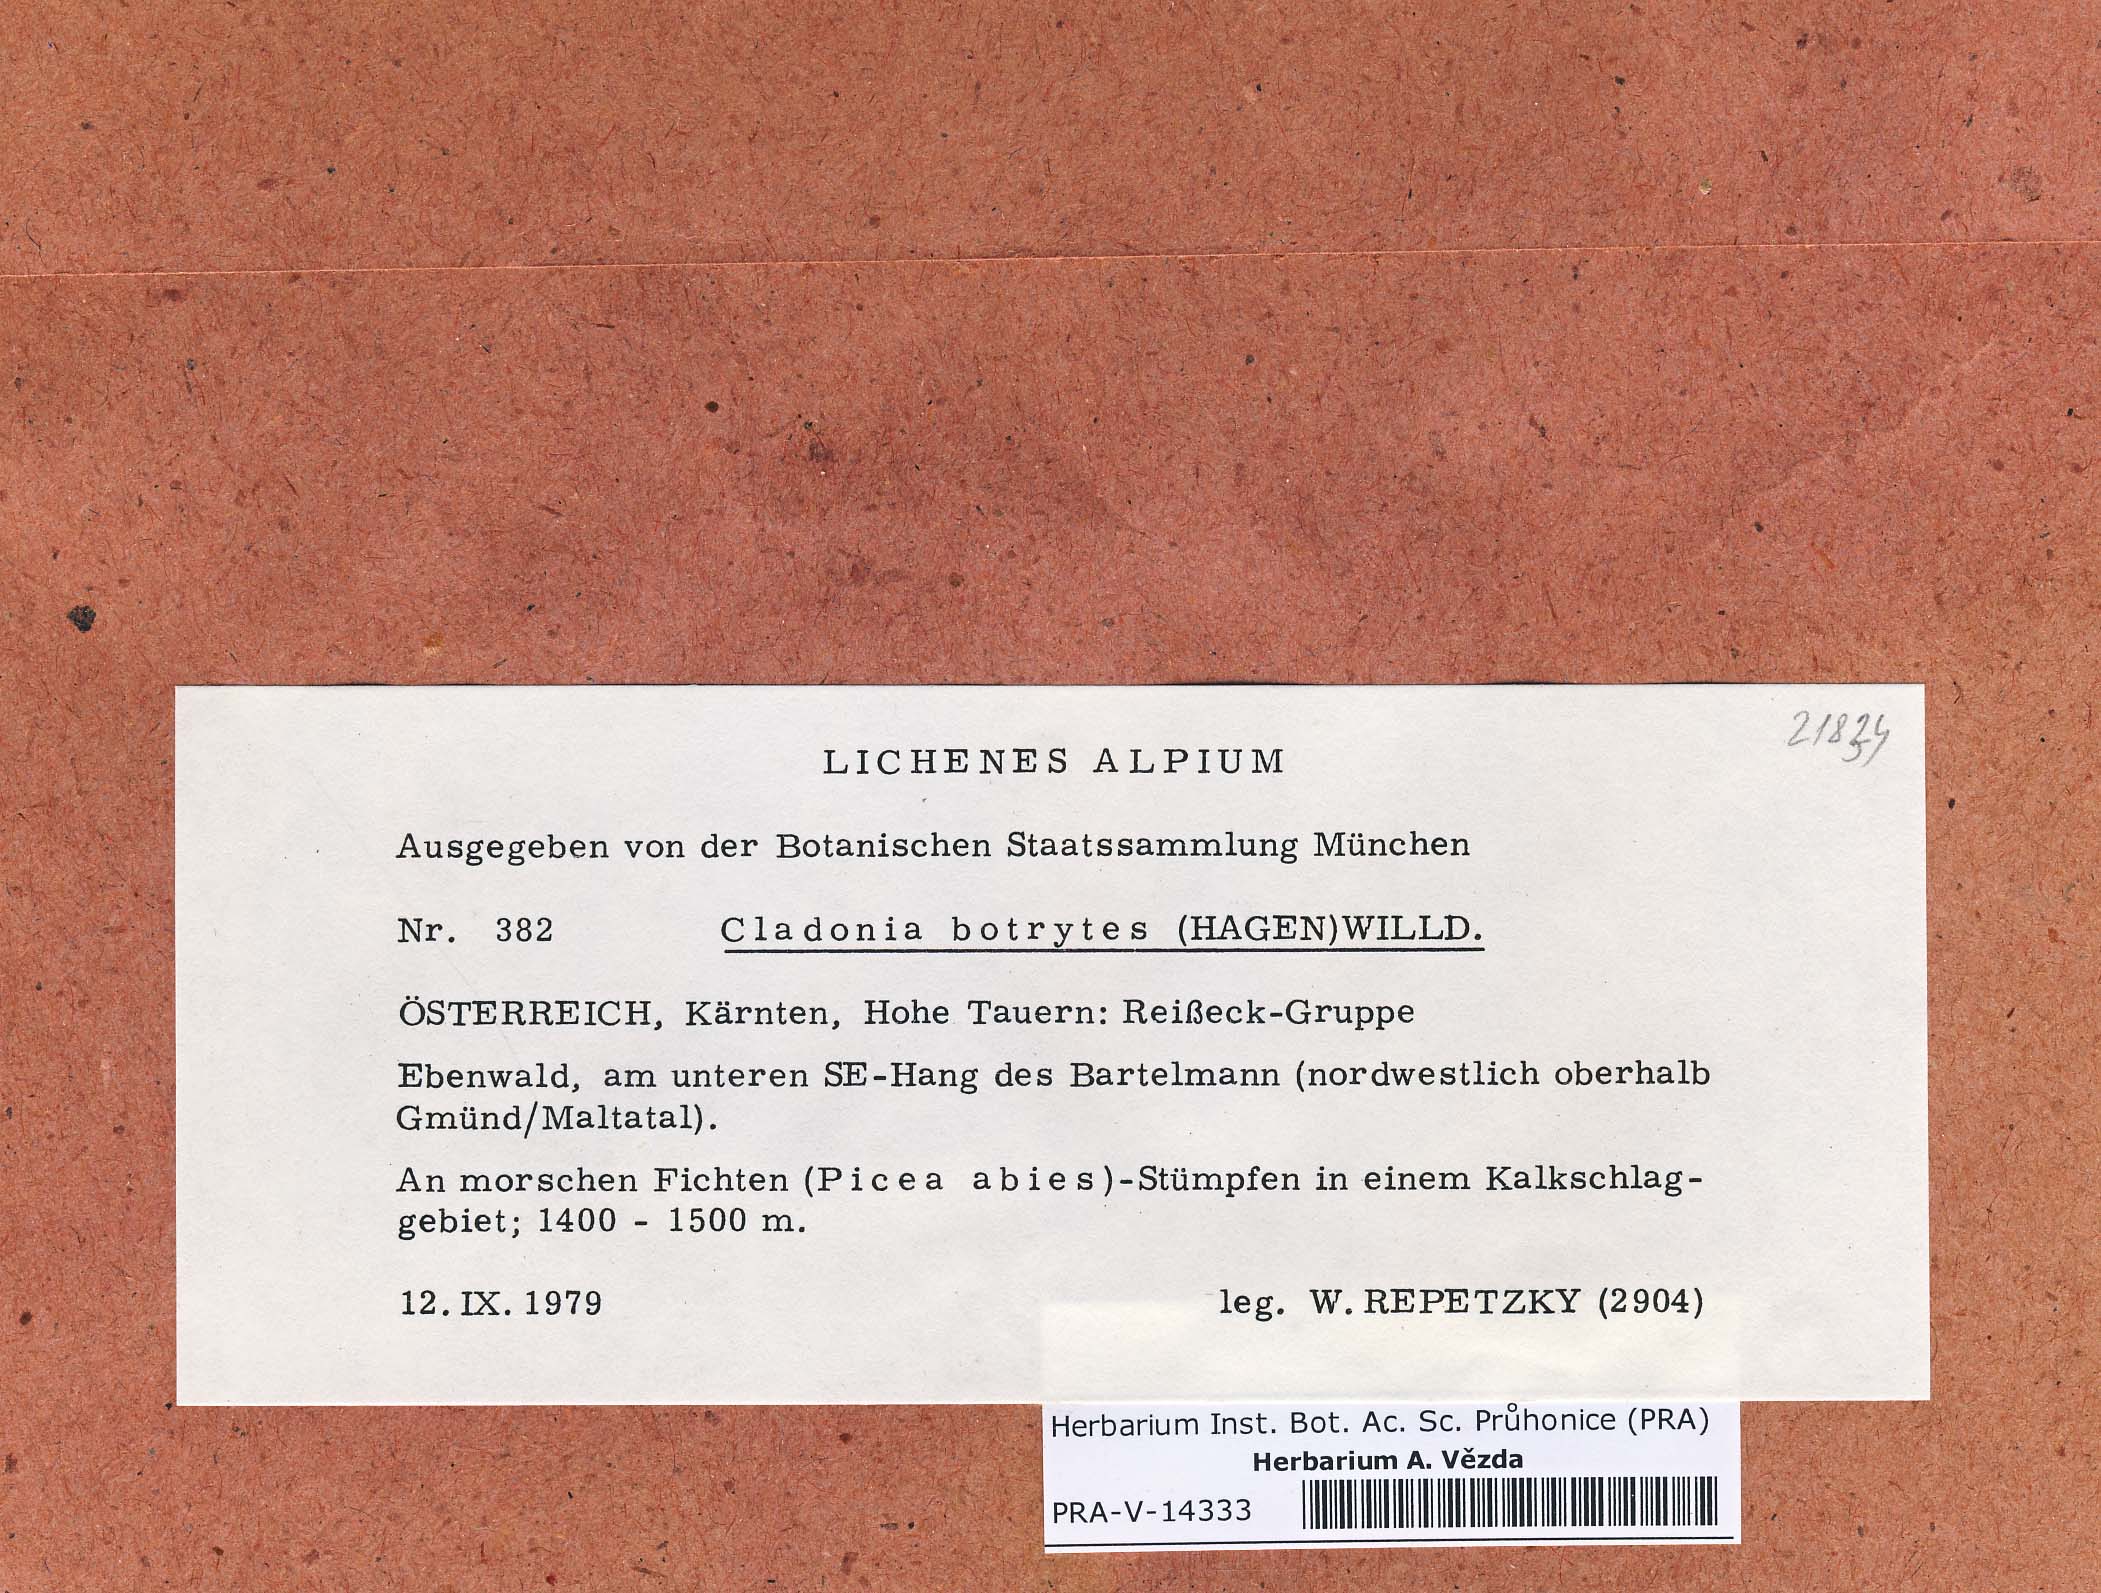 LICHENES ALPIUM
Ausgegeben von der Botanischen Staatssammlung München
Nr. 382 Cladonia botrytes (HAGEN)WILLD.
ÖSTERREICH, Kärnten, Hohe Tauern: Reißeck-Gruppe
Ebenwald, am unteren SE-Hang des Bartelmann (nordwestlich oberhalb
Gmünd/Maltatal).
An morschen Fichten (Picea abies)-Stümpfen in einem Kalkschlag-
gebiet; 1400 - 1500 m.
12. IX. 1979 leg. W. REPETZKY (2904)
Herbarium Inst. Bot. Ac. Sc. Průhonice (PRA)
Herbarium A. Vězda
PRA-V-14333